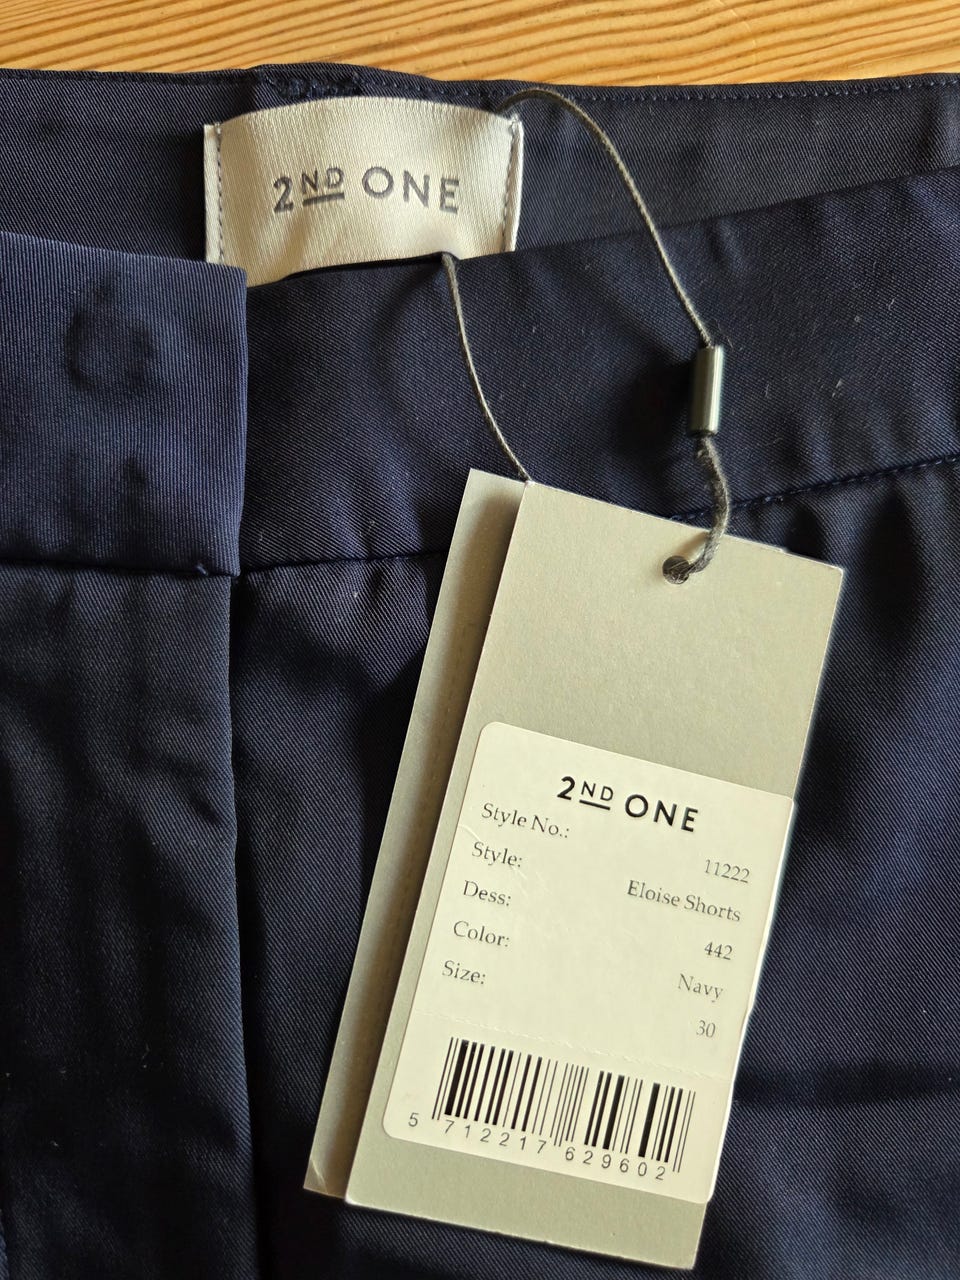 2ND ONE
2ND ONE
Style No.: 11222
Style: Eloise Shorts
Dess: 442
Color: Navy
Size: 30
5 712217 629602